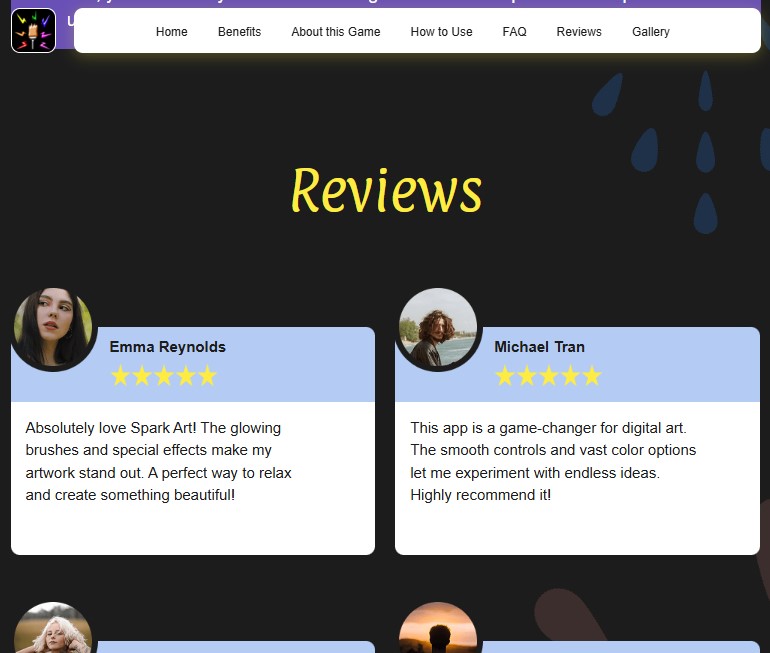 Home Benefits About this Game How to Use FAQ Reviews Gallery
Reviews
Emma Reynolds
Absolutely love Spark Art! The glowing
brushes and special effects make my
artwork stand out. A perfect way to relax
and create something beautiful!
Michael Tran
This app is a game-changer for digital art.
The smooth controls and vast color options
let me experiment with endless ideas.
Highly recommend it!